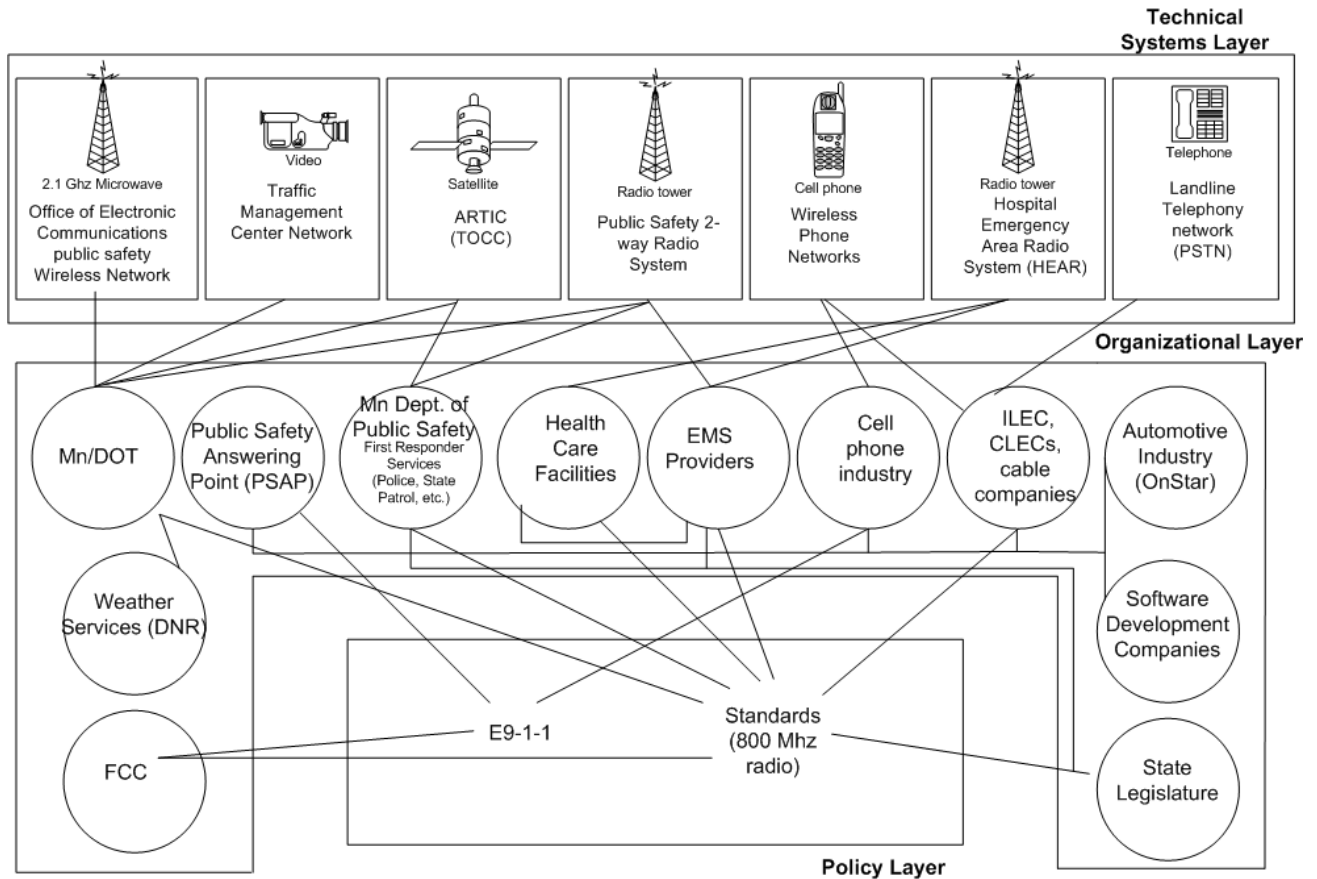 Technical
Systems Layer
2.1 Ghz Microwave
Office of Electronic
Communications
public safety
Wireless Network
Video
Traffic
Management
Center Network
Satellite
ARTIC
(TOCC)
Radio tower
Public Safety 2-
way Radio
System
Cell phone
Wireless
Phone
Networks
Radio tower
Hospital
Emergency
Area Radio
System (HEAR)
Telephone
Landline
Telephony
network
(PSTN)
Organizational Layer
Mn/DOT
Public Safety
Answering
Point (PSAP)
Mn Dept. of
Public Safety
First Responder
Services
(Police, State
Patrol, etc.)
Health
Care
Facilities
EMS
Providers
Cell
phone
industry
ILEC,
CLECs,
cable
companies
Automotive
Industry
(OnStar)
Weather
Services (DNR)
Software
Development
Companies
E9-1-1
Standards
(800 Mhz
radio)
FCC
State
Legislature
Policy Layer